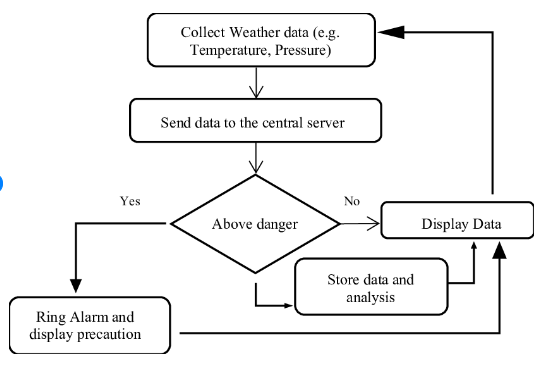 Collect Weather data (e.g.
Temperature, Pressure)
Send data to the central server
Yes
No
Above danger
Display Data
Store data and
analysis
Ring Alarm and
display precaution